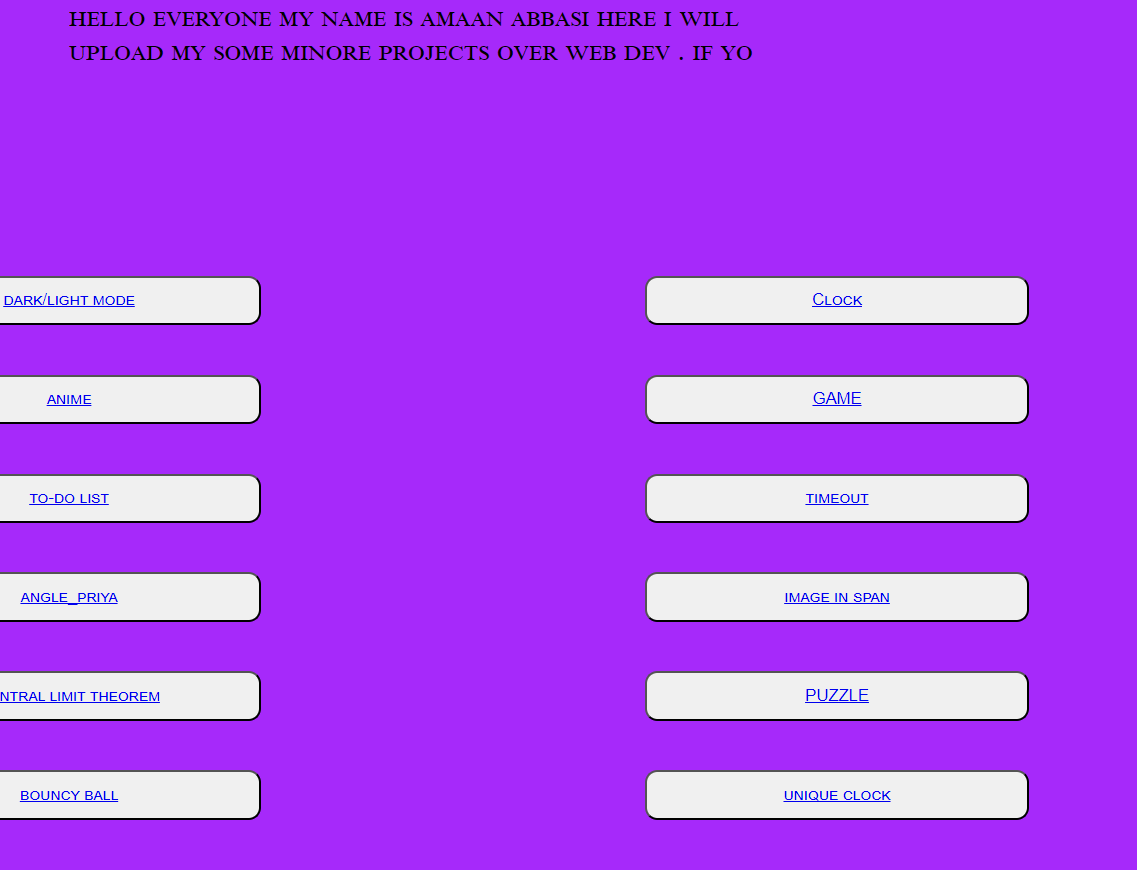 HELLO EVERYONE MY NAME IS AMAAN ABBASI HERE I WILL
UPLOAD MY SOME MINORE PROJECTS OVER WEB DEV . IF YO
DARK/LIGHT MODE
Clock
ANIME
GAME
TO-DO LIST
TIMEOUT
ANGLE_PRIYA
IMAGE IN SPAN
NTRAL LIMIT THEOREM
PUZZLE
BOUNCY BALL
UNIQUE CLOCK